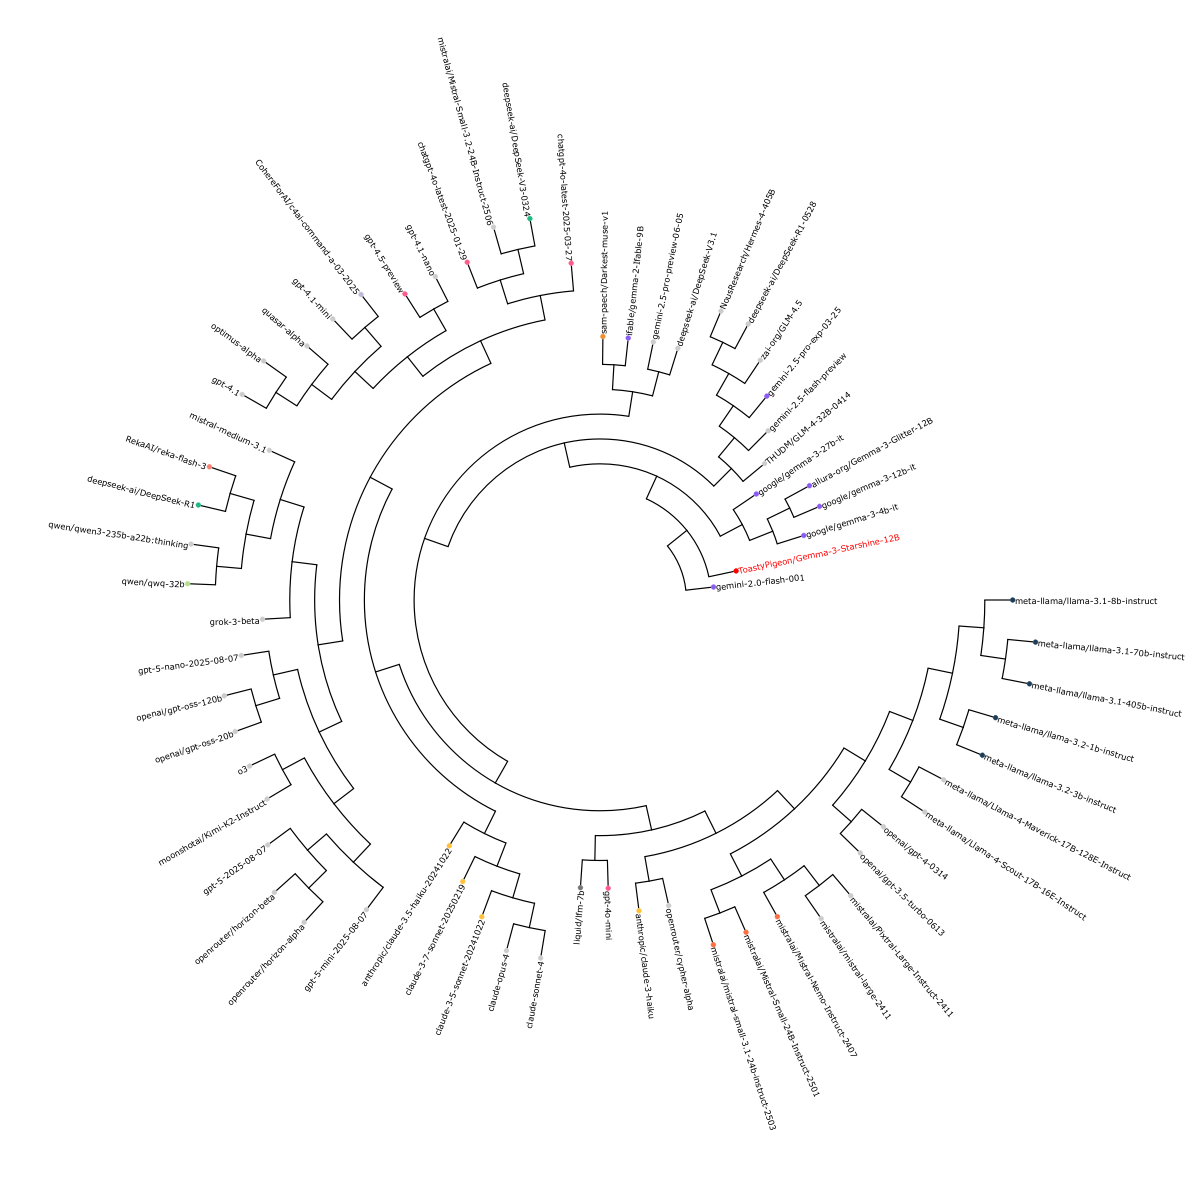 mistralai/Mistral-Small-3.2-24B-Instruct-2506
deepseek-ai/DeepSeek-V3-0324
chatgpt-4o-latest-2025-03-27
chatgpt-4o-latest-2025-01-29
gpt-4.1-nano
gpt-4.5-preview
CohereForAI/c4ai-command-a-03-2025
gpt-4.1-mini
quasar-alpha
optimus-alpha
gpt-4.1
mistral-medium-3.1
RekaAI/reka-flash-3
deepseek-ai/DeepSeek-R1
qwen/qwen3-235b-a22b:thinking
qwen/qwq-32b
grok-3-beta
gpt-5-nano-2025-08-07
openai/gpt-oss-120b
openai/gpt-oss-20b
o3
moonshotai/Kimi-K2-Instruct
gpt-5-2025-08-07
openrouter/horizon-beta
openrouter/horizon-alpha
gpt-5-mini-2025-08-07
anthropic/claude-3.5-haiku-20241022
claude-3-7-sonnet-20250219
claude-3-5-sonnet-20241022
claude-opus-4
claude-sonnet-4
liquid/lfm-7b
gpt-4o-mini
anthropic/claude-3-haiku
openrouter/cypher-alpha
mistralai/mistral-small-3.1-24b-instruct-2503
mistralai/Mistral-Small-24B-Instruct-2501
mistralai/Mistral-Nemo-Instruct-2407
mistralai/mistral-large-2411
mistralai/Pixtral-Large-Instruct-2411
openai/gpt-3.5-turbo-0613
openai/gpt-4-0314
meta-llama/Llama-4-Scout-17B-16E-Instruct
meta-llama/Llama-4-Maverick-17B-128E-Instruct
meta-llama/llama-3.2-3b-instruct
meta-llama/llama-3.2-1b-instruct
meta-llama/llama-3.1-405b-instruct
meta-llama/llama-3.1-70b-instruct
meta-llama/llama-3.1-8b-instruct
gemini-2.0-flash-001
ToastyPigeon/Gemma-3-Starshine-12B
google/gemma-3-4b-it
google/gemma-3-12b-it
allura-org/Gemma-3-Glitter-12B
google/gemma-3-27b-it
THUDM/GLM-4-32B-0414
gemini-2.5-flash-preview
gemini-2.5-pro-exp-03-25
zai-org/GLM-4.5
deepseek-ai/DeepSeek-R1-0528
NousResearch/Hermes-4-405B
deepseek-ai/DeepSeek-V3.1
gemini-2.5-pro-preview-06-05
ifable/gemma-2-Ifable-9B
sam-paech/Darkest-muse-v1